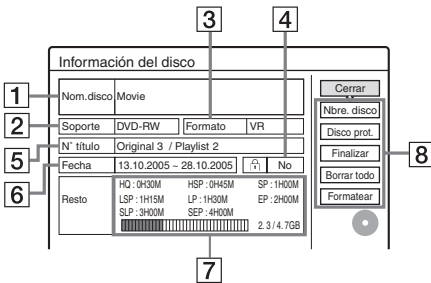 3
4
Información del disco
1
Nom.disco Movie
Cerrar
Nbre. disco
2
Soporte DVD-RW Formato VR
Disco prot.
5
N˚ título Original 3 / Playlist 2
Finalizar
8
6
Fecha 13.10.2005 ~ 28.10.2005 No
Borrar todo
Resto
HQ : 0H30M HSP : 0H45M SP : 1H00M
LSP : 1H15M LP : 1H30M EP : 2H00M
SLP : 3H00M SEP : 4H00M
Formatear
2. 3 / 4.7GB
7